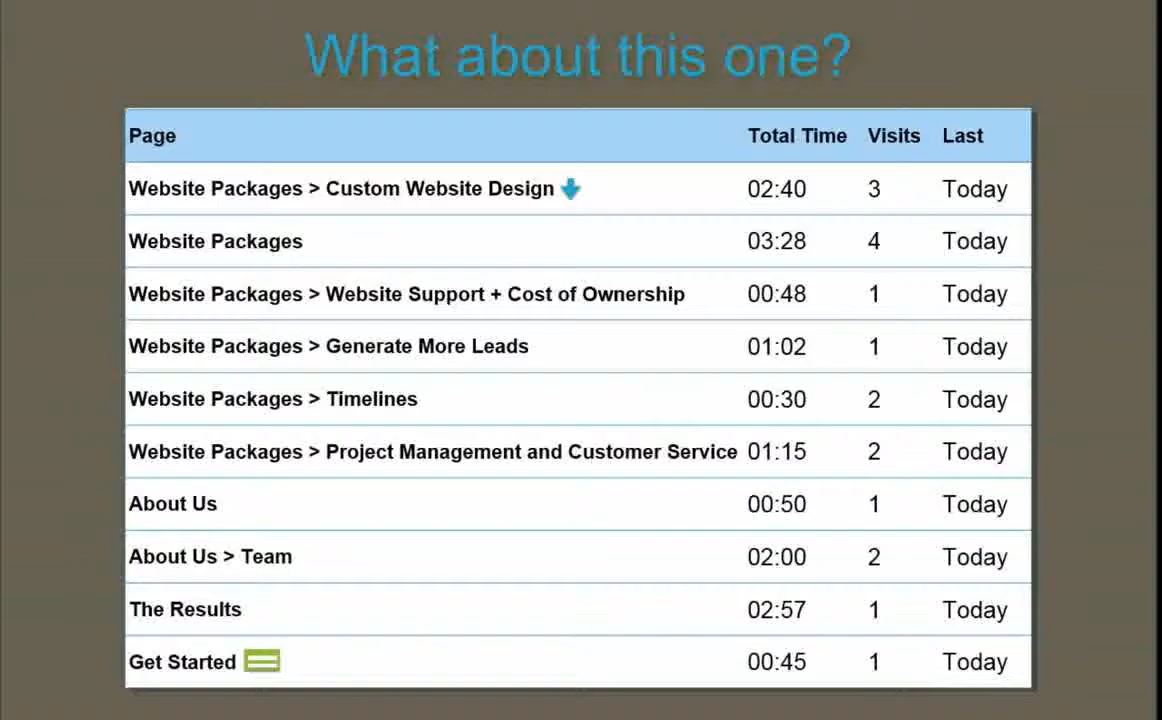 What about this one?
Page Total Time Visits Last
Website Packages > Custom Website Design 02:40 3 Today
Website Packages 03:28 4 Today
Website Packages > Website Support + Cost of Ownership 00:48 1 Today
Website Packages > Generate More Leads 01:02 1 Today
Website Packages > Timelines 00:30 2 Today
Website Packages > Project Management and Customer Service 01:15 2 Today
About Us 00:50 1 Today
About Us > Team 02:00 2 Today
The Results 02:57 1 Today
Get Started 00:45 1 Today